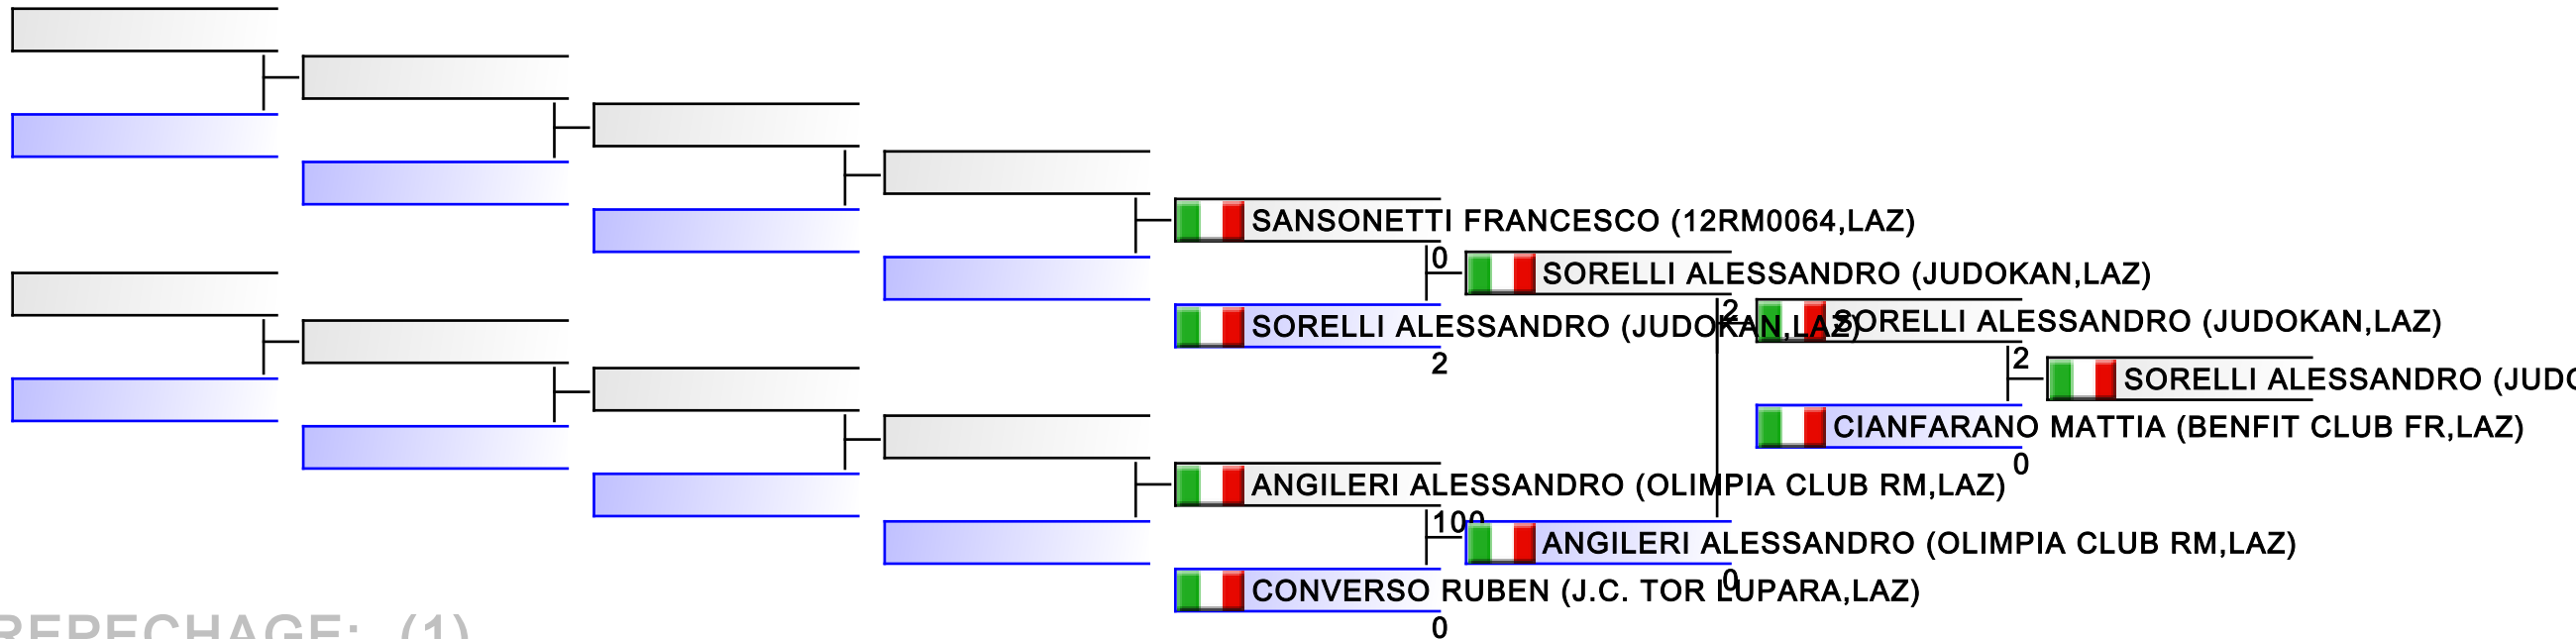 SANSONETTI FRANCESCO (12RM0064,LAZ)
0
SORELLI ALESSANDRO (JUDOKAN,LAZ)
SORELLI ALESSANDRO (JUDOKAN,LAZ)
2
2
SORELLI ALESSANDRO (JUDOKAN,LAZ)
2
SORELLI ALESSANDRO (JUDO
CIANFARANO MATTIA (BENFIT CLUB FR,LAZ)
0
ANGILERI ALESSANDRO (OLIMPIA CLUB RM,LAZ)
100
ANGILERI ALESSANDRO (OLIMPIA CLUB RM,LAZ)
0
CONVERSO RUBEN (J.C. TOR LUPARA,LAZ)
0
REPECHAGE: (1)